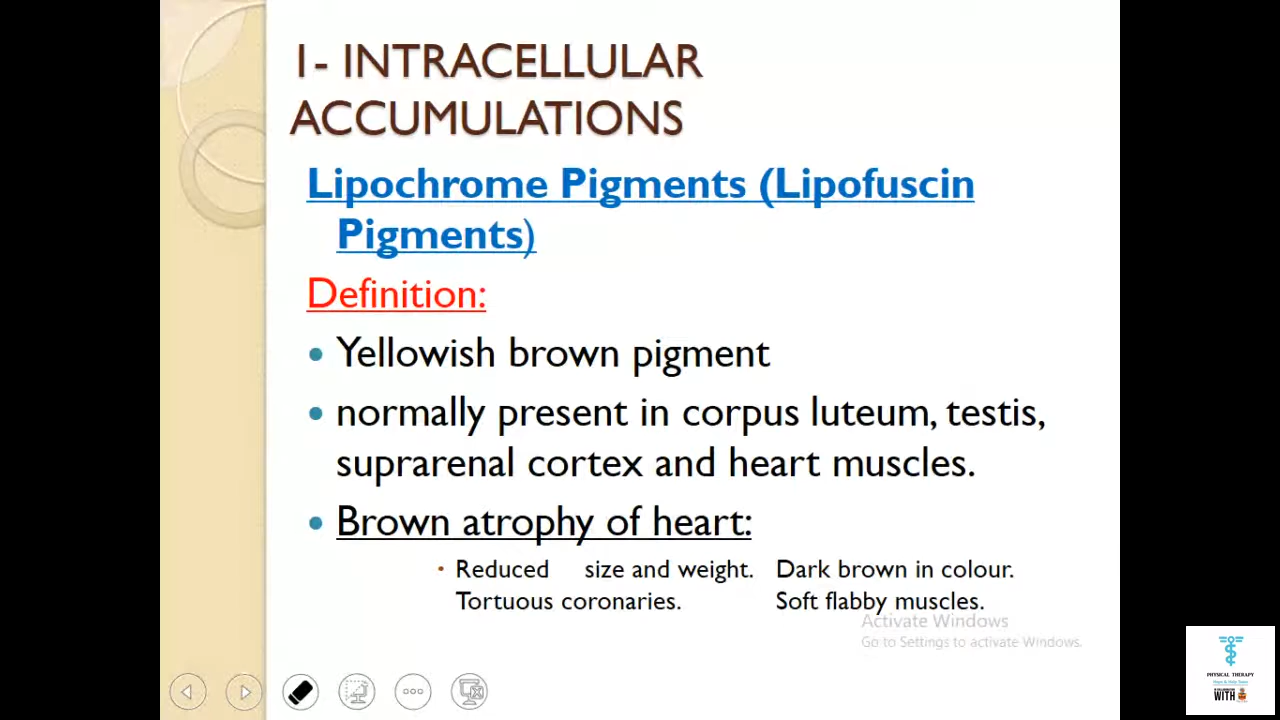 1- INTRACELLULAR
ACCUMULATIONS
Lipochrome Pigments (Lipofuscin
Pigments)
Definition:
• Yellowish brown pigment
• normally present in corpus luteum, testis,
suprarenal cortex and heart muscles.
• Brown atrophy of heart:
• Reduced size and weight. Dark brown in colour.
Tortuous coronaries. Soft flabby muscles.
Activate Windows
Go to Settings to activate Windows.
PHYSICAL THERAPY
WITH